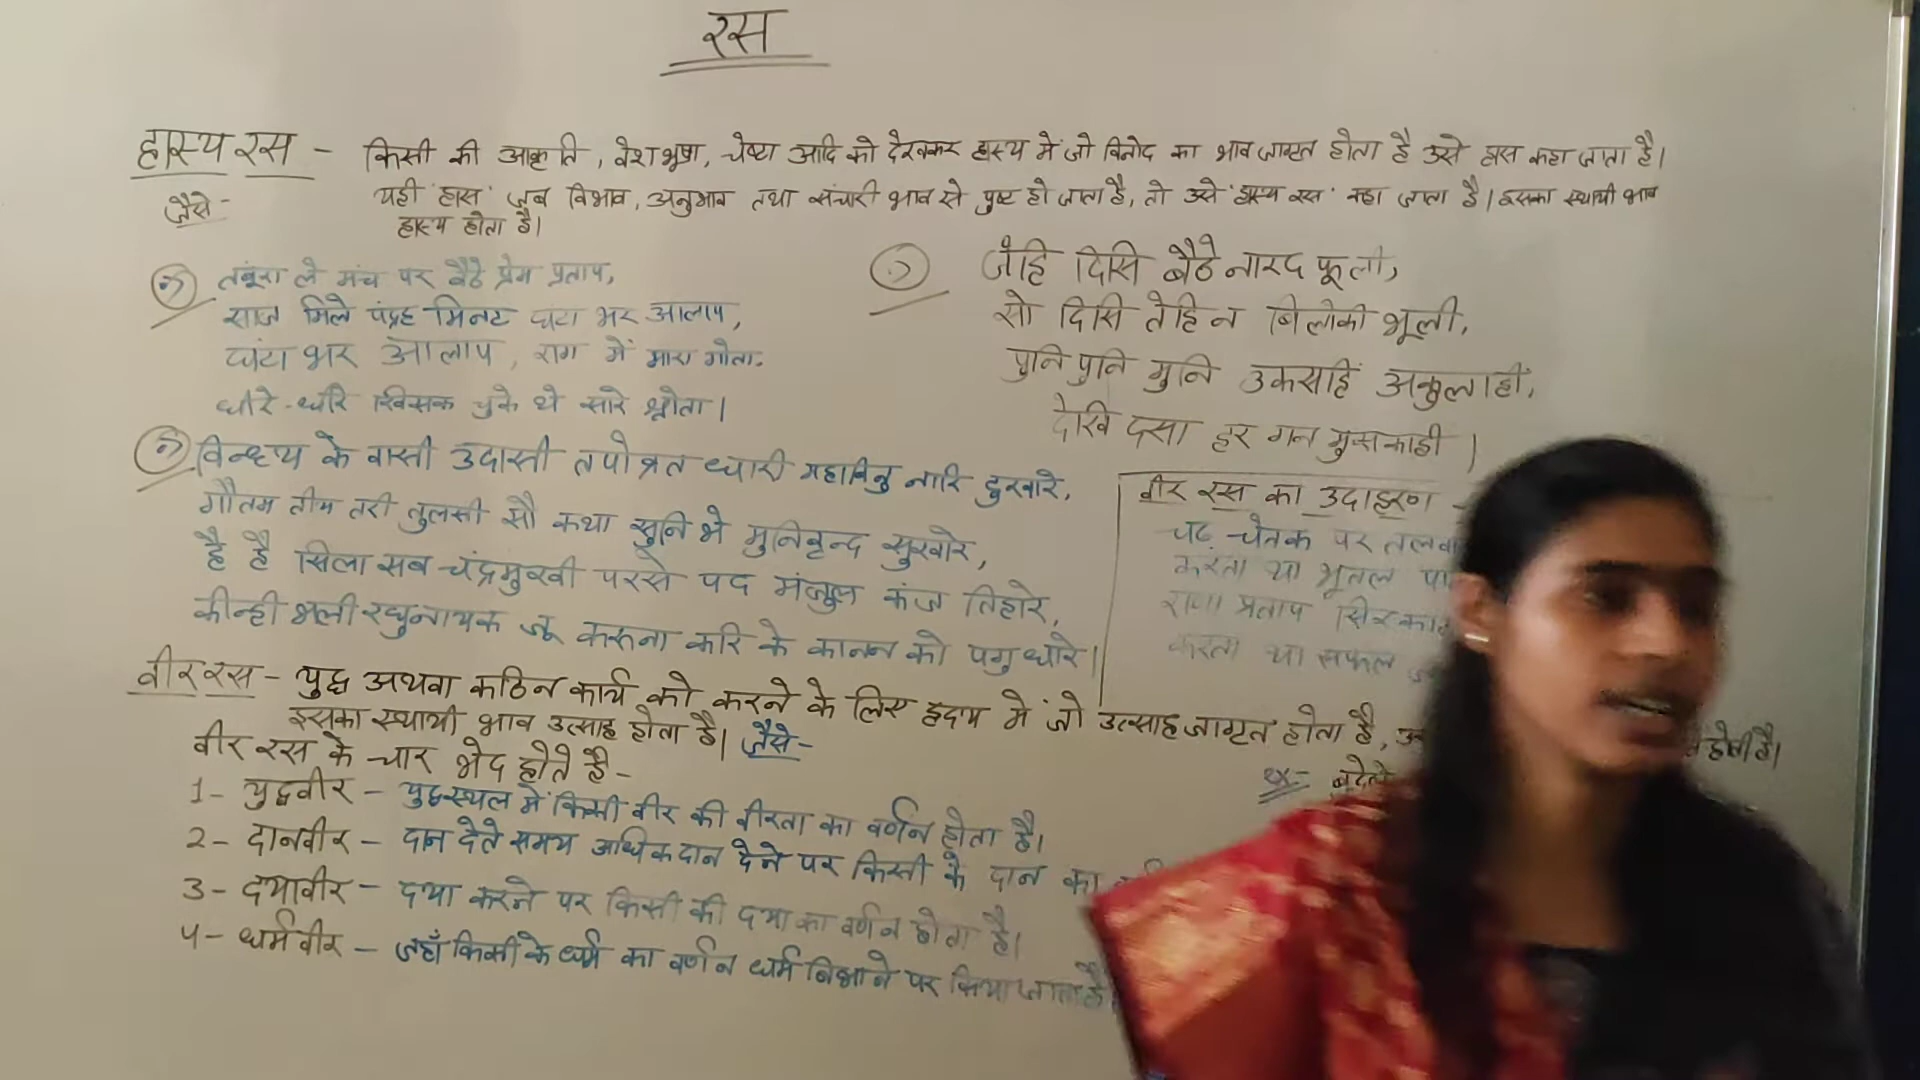 रस
हास्य रस - किसी की आकृति, वेशभूषा, चेष्टा आदि को देखकर हास्य में जो विनोद का भाव जाग्रत होता है उसे हास कहा जाता है।
जैसे - यही 'हास' जब विभाव, अनुभाव तथा संचारी भाव से पुष्ट हो जाता है, तो उसे 'हास्य रस' कहा जाता है। इसका स्थायी भाव
हास्य होता है।
तंबूरा ले मंच पर बैठे प्रेम प्रताप,
साज मिले पंद्रह मिनट घंटा भर आलाप,
घंटा भर आलाप, राग में मारा गोता,
धीरे-धीरे खिसक चुके थे सारे श्रोता।
जेहि दिसि बैठे नारद फूली,
सो दिसि तेहि न बिलोकी भूली,
पुनि पुनि मुनि उकसहिं अकुलाहीं,
देखि दसा हर गन मुसकाही।
विन्ध्य के वासी उदासी तपोव्रत धारी महाबिनु नारि दुखारे,
गौतम तीय तरी तुलसी सौ कथा सुनि भे मुनिवृन्द सुखारे,
है है सिला सब चंद्रमुखी परसे पद मंजुल कंज तिहारे,
कीन्ही भली रघुनायक जू करुना करि के कानन को पगु धारे।
वीर रस का उदाहरण -
चढ़ चेतक पर
करता था भूतल
राणा प्रताप सिर
करता था सफल
वीर रस - युद्ध अथवा कठिन कार्य को करने के लिए हृदय में जो उत्साह जाग्रत होता है, होती है।
इसका स्थायी भाव उत्साह होता है। जैसे -
वीर रस के चार भेद होते है -
ex-
1- युद्धवीर - युद्धस्थल में किसी वीर की वीरता का वर्णन होता है।
2- दानवीर - दान देते समय अधिक दान देने पर किसी के दान का
3- दयावीर - दया करने पर किसी की दया का वर्णन होता है।
4- धर्मवीर - जहाँ किसी के धर्म का वर्णन धर्म निभाने पर किया जाता है